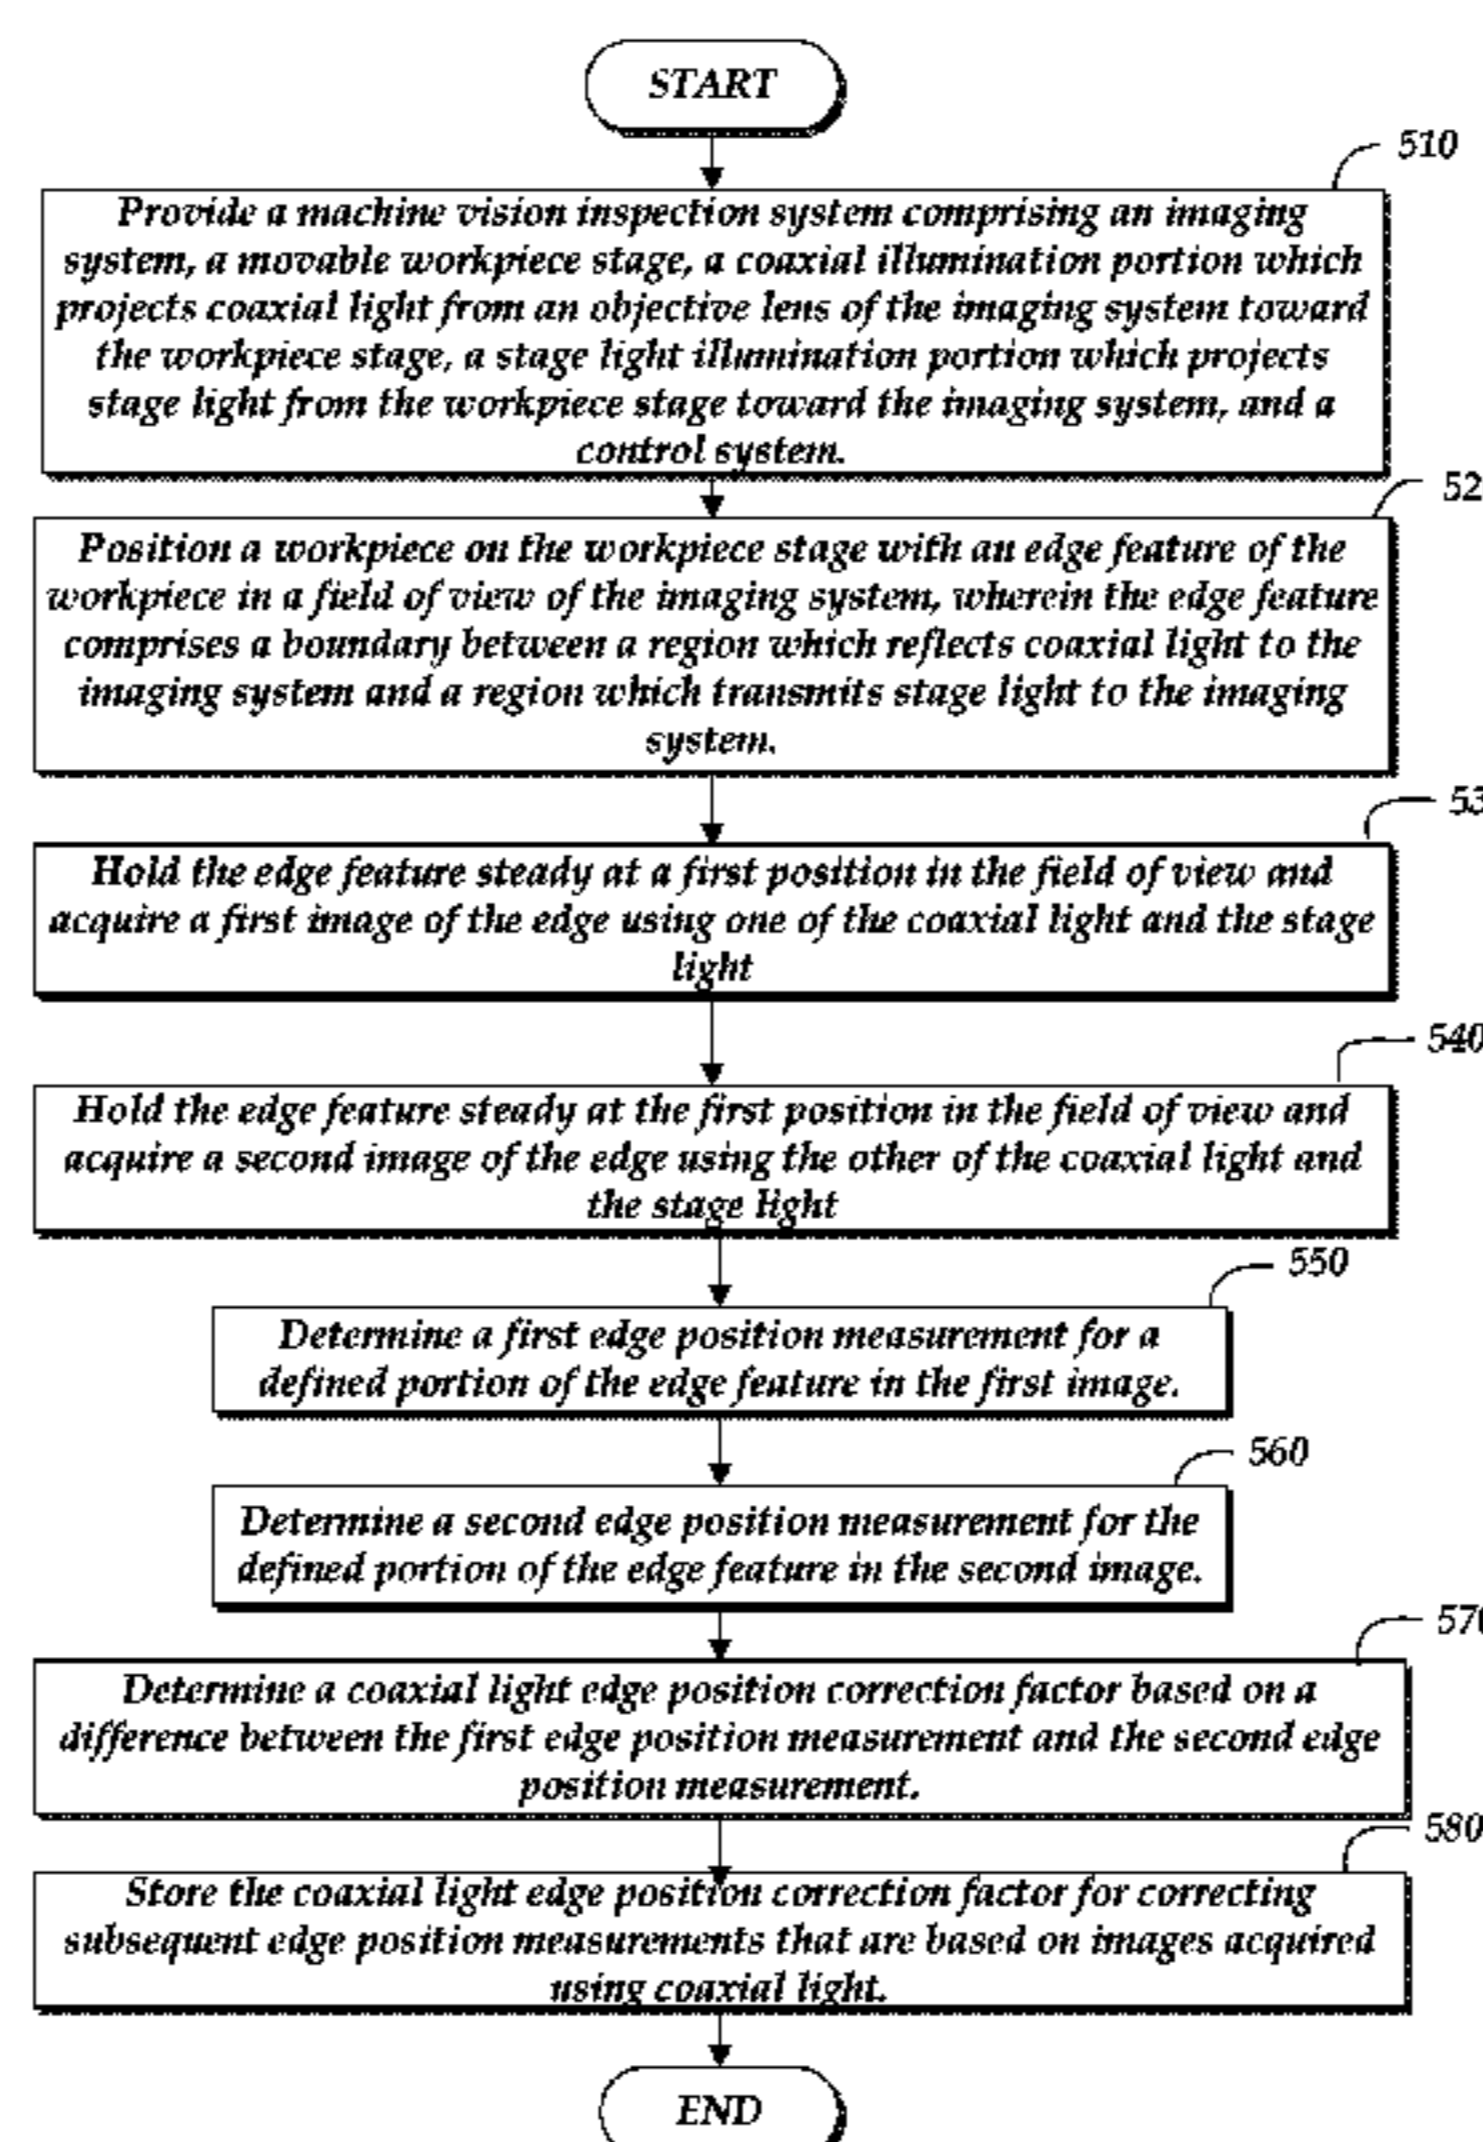 START
510
Provide a machine vision inspection system comprising an imaging
system, a movable workpiece stage, a coaxial illumination portion which
projects coaxial light from an objective lens of the imaging system toward
the workpiece stage, a stage light illumination portion which projects
stage light from the workpiece stage toward the imaging system, and a
control system.
52
Position a workpiece on the workpiece stage with an edge feature of the
workpiece in a field of view of the imaging system, wherein the edge feature
comprises a boundary between a region which reflects coaxial light to the
imaging system and a region which transmits stage light to the imaging
system.
53
Hold the edge feature steady at a first position in the field of view and
acquire a first image of the edge using one of the coaxial light and the stage
light
540
Hold the edge feature steady at the first position in the field of view and
acquire a second image of the edge using the other of the coaxial light and
the stage light
550
Determine a first edge position measurement for a
defined portion of the edge feature in the first image.
560
Determine a second edge position measurement for the
defined portion of the edge feature in the second image.
570
Determine a coaxial light edge position correction factor based on a
difference between the first edge position measurement and the second edge
position measurement.
580
Store the coaxial light edge position correction factor for correcting
subsequent edge position measurements that are based on images acquired
using coaxial light.
END